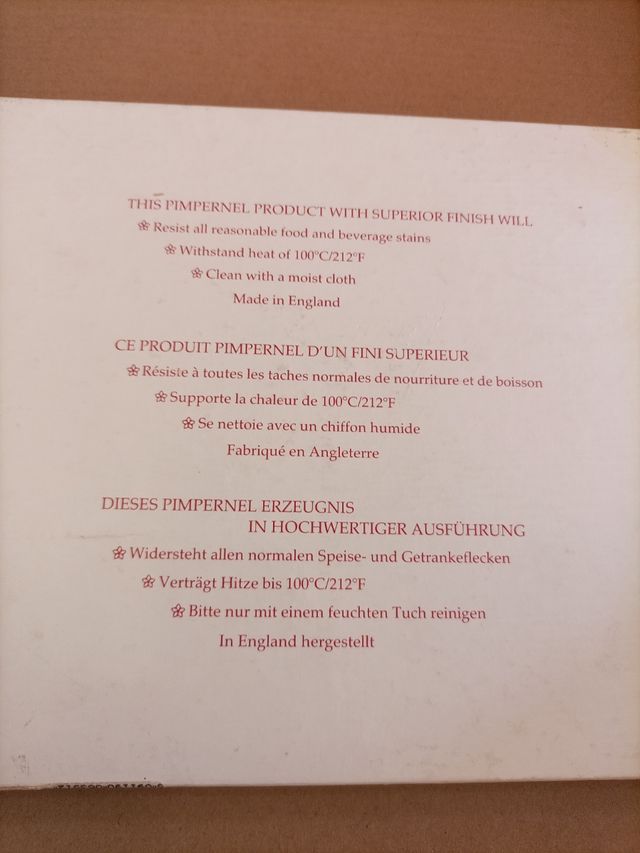 THIS PIMPERNEL PRODUCT WITH SUPERIOR FINISH WILL
Resist all reasonable food and beverage stains
Withstand heat of 100°C/212°F
Clean with a moist cloth
Made in England
CE PRODUIT PIMPERNEL D'UN FINI SUPERIEUR
Résiste à toutes les taches normales de nourriture et de boisson
Supporte la chaleur de 100°C/212°F
Se nettoie avec un chiffon humide
Fabriqué en Angleterre
DIESES PIMPERNEL ERZEUGNIS
IN HOCHWERTIGER AUSFÜHRUNG
Widersteht allen normalen Speise- und Getrankeflecken
Verträgt Hitze bis 100°C/212°F
Bitte nur mit einem feuchten Tuch reinigen
In England hergestellt